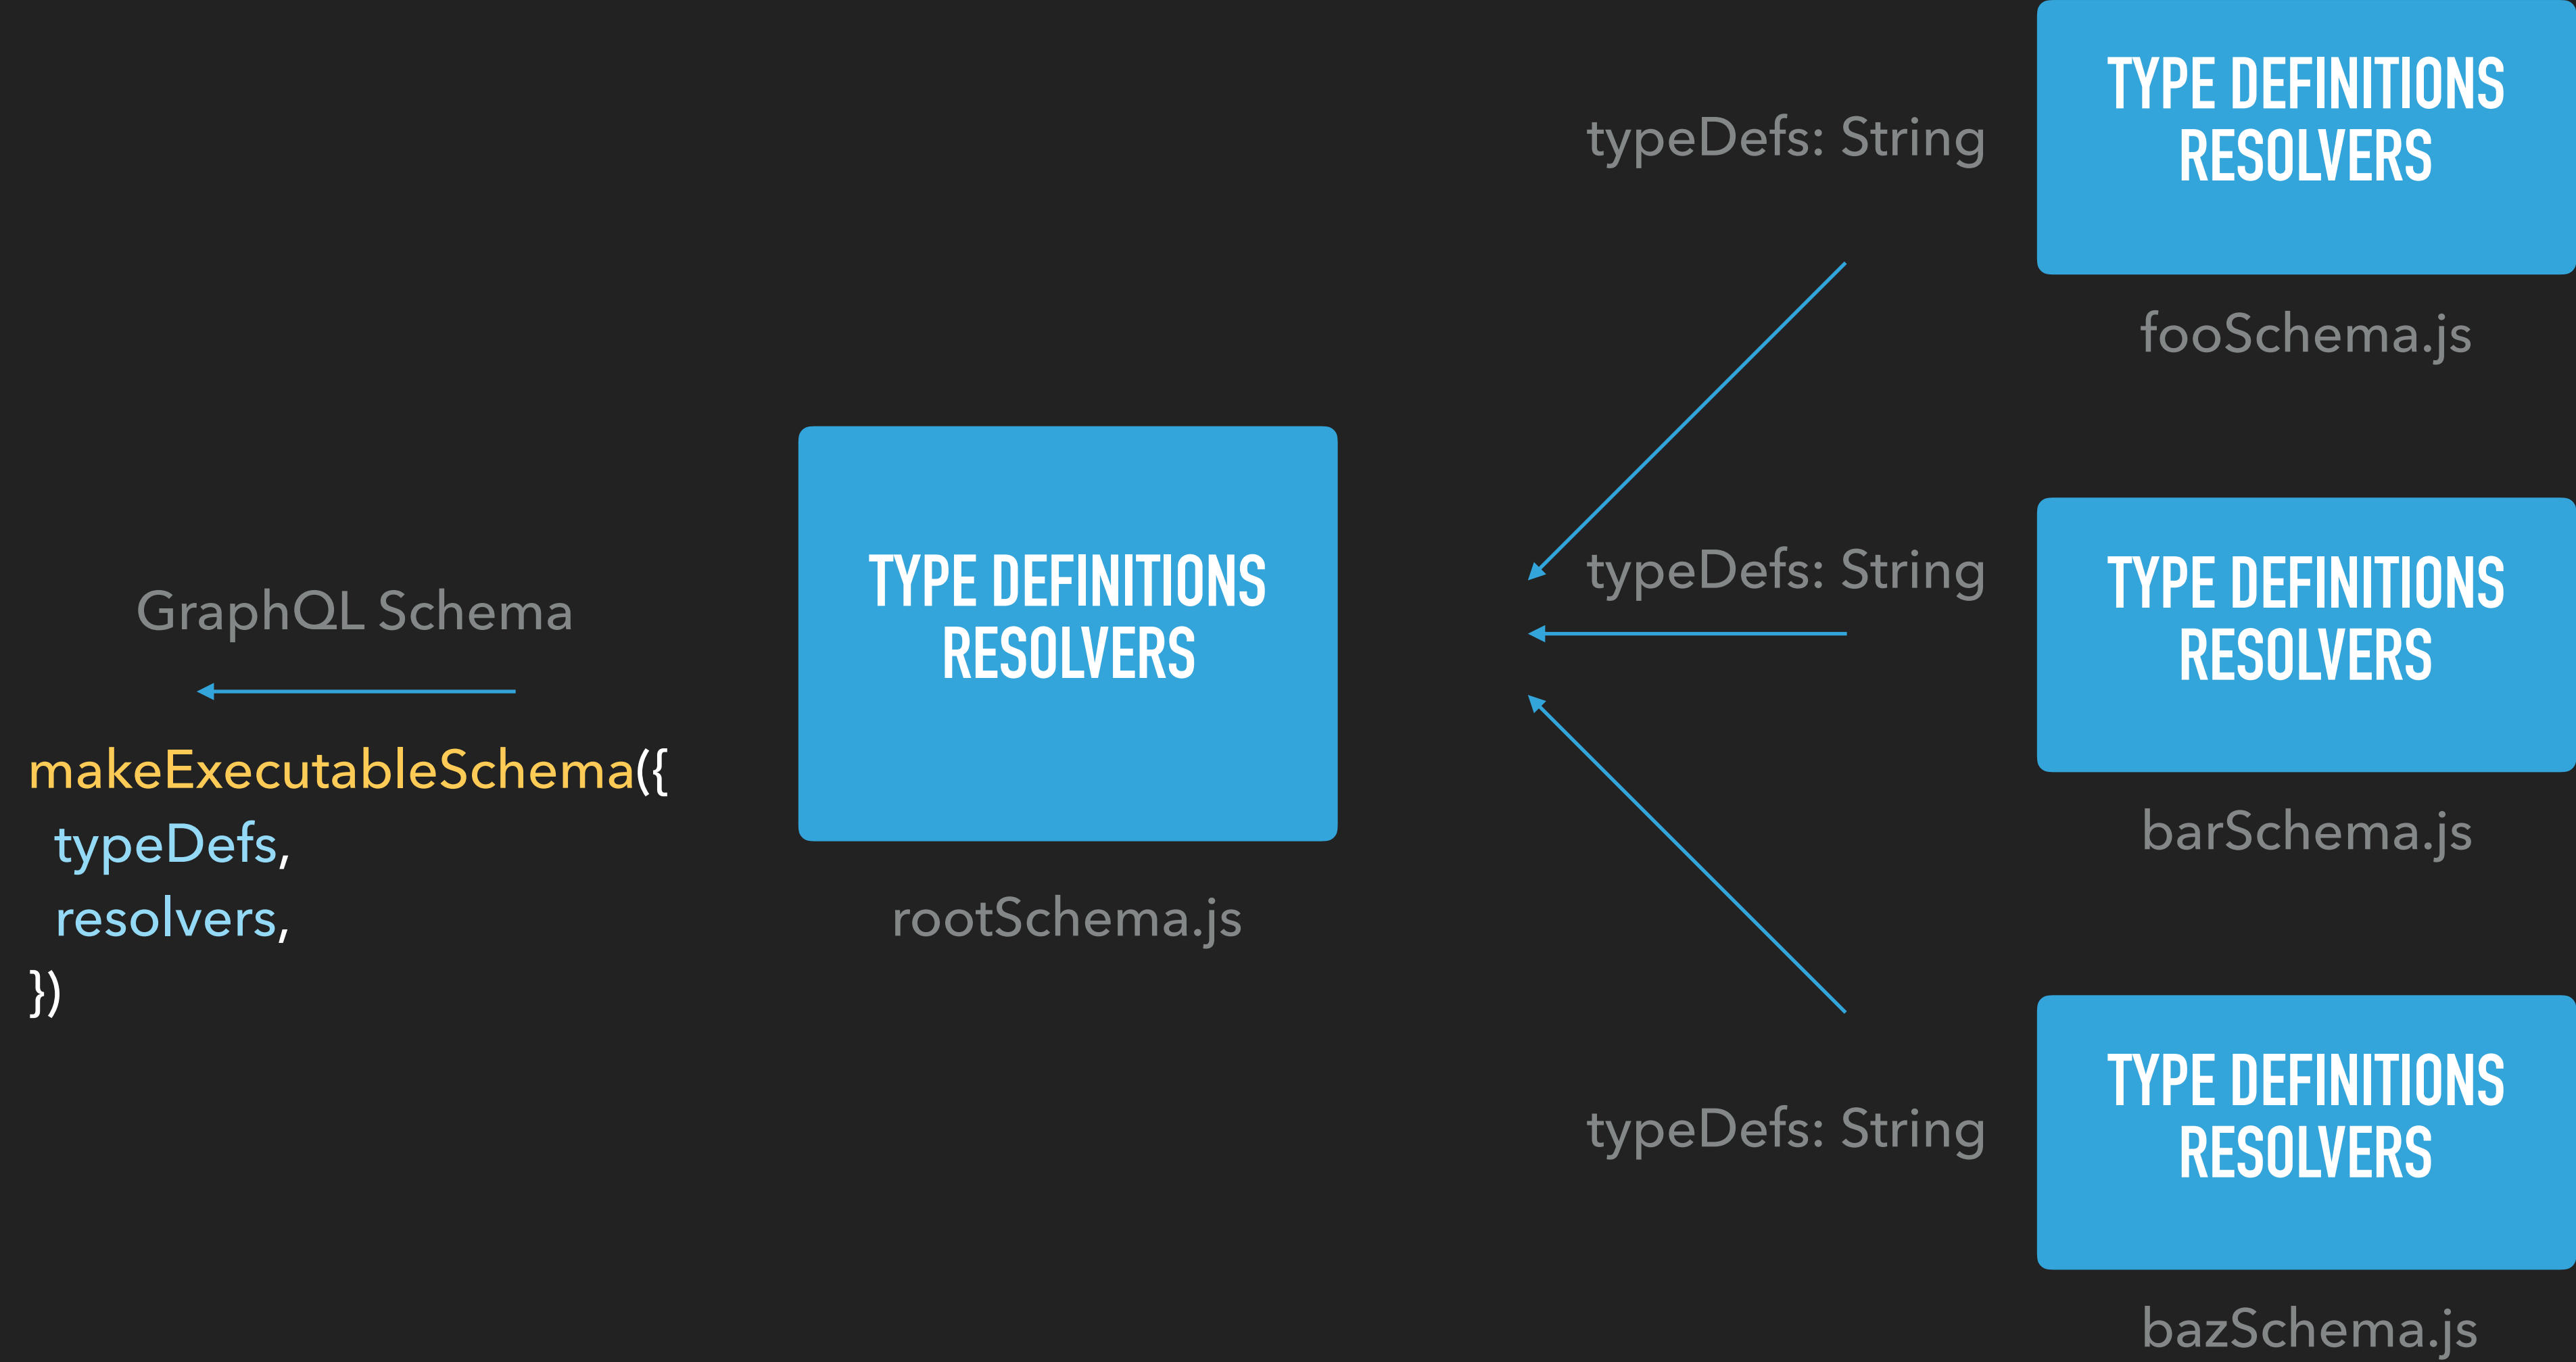 GraphQL Schema
makeExecutableSchema({
typeDefs,
resolvers,
})
TYPE DEFINITIONS
RESOLVERS
rootSchema.js
typeDefs: String
TYPE DEFINITIONS
RESOLVERS
fooSchema.js
typeDefs: String
TYPE DEFINITIONS
RESOLVERS
barSchema.js
typeDefs: String
TYPE DEFINITIONS
RESOLVERS
bazSchema.js